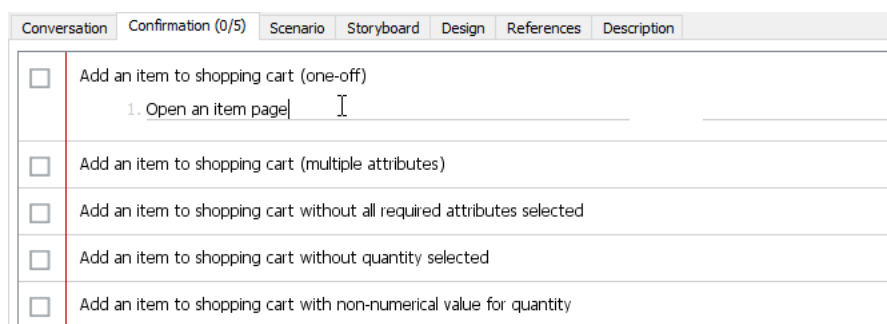 Conversation Confirmation (0/5) Scenario Storyboard Design References Description
Add an item to shopping cart (one-off)
1. Open an item page
Add an item to shopping cart (multiple attributes)
Add an item to shopping cart without all required attributes selected
Add an item to shopping cart without quantity selected
Add an item to shopping cart with non-numerical value for quantity